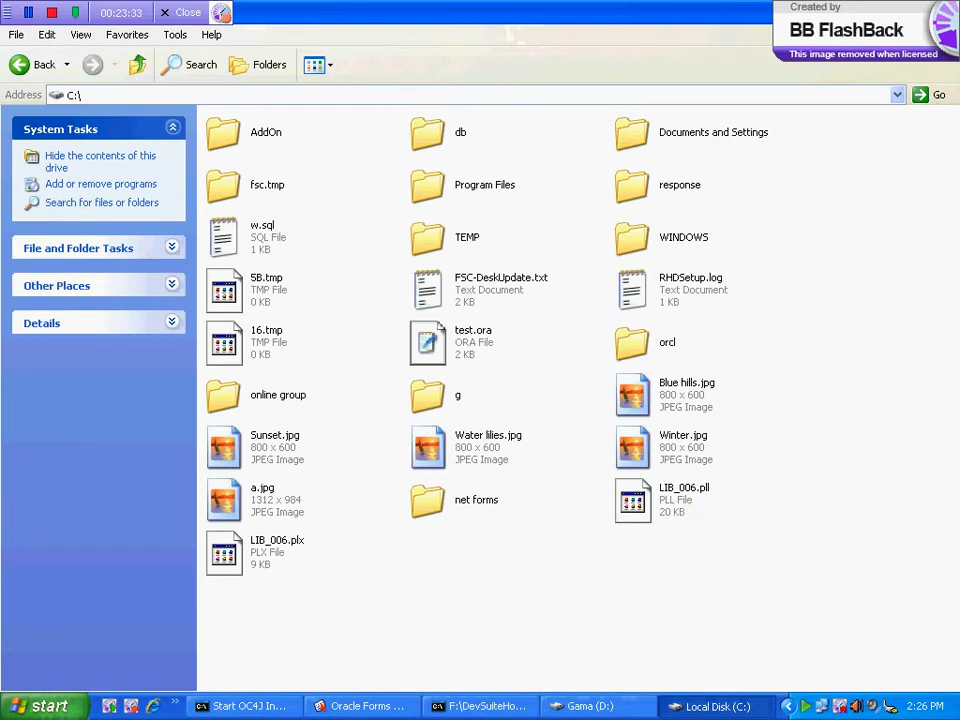 00:23:33 Close
Created by
BB FlashBack
This image removed when licensed
File Edit View Favorites Tools Help
Back Search Folders
Address C:\ Go
System Tasks
Hide the contents of this
drive
Add or remove programs
Search for files or folders
File and Folder Tasks
Other Places
Details
AddOn
db
Documents and Settings
fsc.tmp
Program Files
response
w.sql
SQL File
1 KB
TEMP
WINDOWS
5B.tmp
TMP File
0 KB
FSC-DeskUpdate.txt
Text Document
2 KB
RHDSetup.log
Text Document
1 KB
16.tmp
TMP File
0 KB
test.ora
ORA File
2 KB
orcl
online group
g
Blue hills.jpg
800 x 600
JPEG Image
Sunset.jpg
800 x 600
JPEG Image
Water lilies.jpg
800 x 600
JPEG Image
Winter.jpg
800 x 600
JPEG Image
a.jpg
1312 x 984
JPEG Image
net forms
LIB_006.pll
PLL File
20 KB
LIB_006.plx
PLX File
9 KB
start Start OC4J In... Oracle Forms ... F:\DevSuiteHo... Gama (D:) Local Disk (C:) 2:26 PM